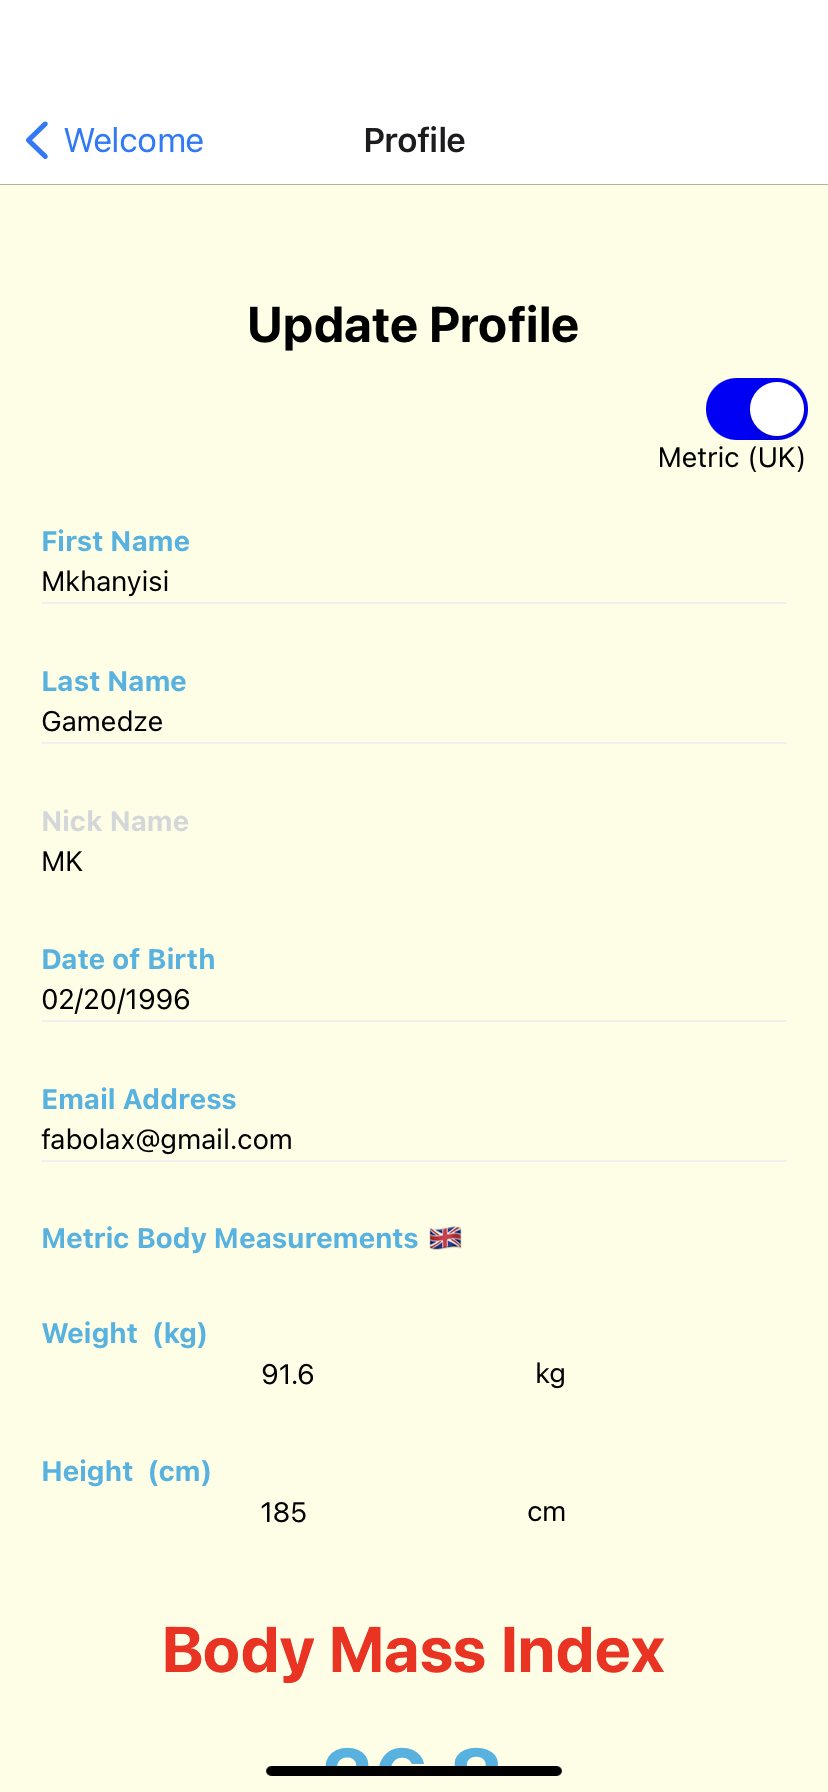 Welcome
Profile
Update Profile
Metric (UK)
First Name
Mkhanyisi
Last Name
Gamedze
Nick Name
MK
Date of Birth
02/20/1996
Email Address
fabolax@gmail.com
Metric Body Measurements 🇬🇧
Weight (kg)
91.6 kg
Height (cm)
185 cm
Body Mass Index